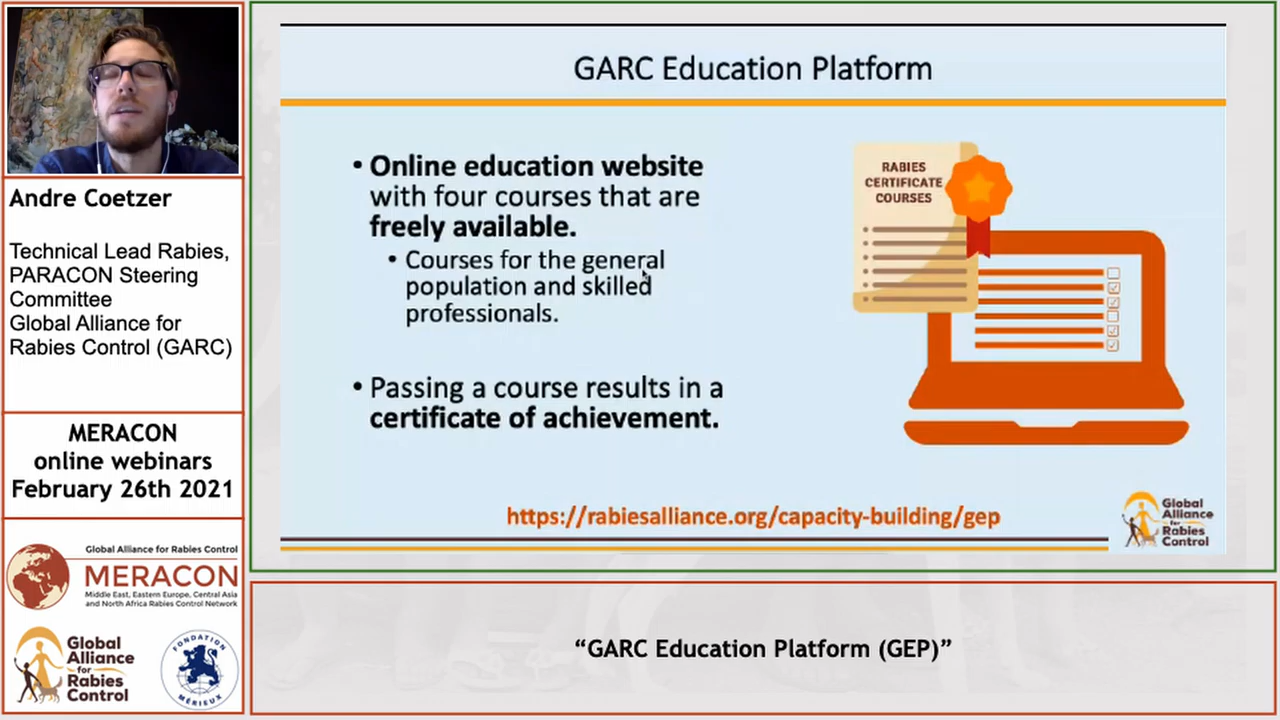 Andre Coetzer
Technical Lead Rabies,
PARACON Steering
Committee
Global Alliance for
Rabies Control (GARC)
MERACON
online webinars
February 26th 2021
Global Alliance for Rabies Control
MERACON
Middle East, Eastern Europe, Central Asia
and North Africa Rabies Control Network
Global
Alliance
for
Rabies
Control
FONDATION
MÉRIEUX
GARC Education Platform
• Online education website
with four courses that are
freely available.
• Courses for the general
population and skilled
professionals.
• Passing a course results in a
certificate of achievement.
RABIES
CERTIFICATE
COURSES
https://rabiesalliance.org/capacity-building/gep
Global
Alliance
for
Rabies
Control
“GARC Education Platform (GEP)”